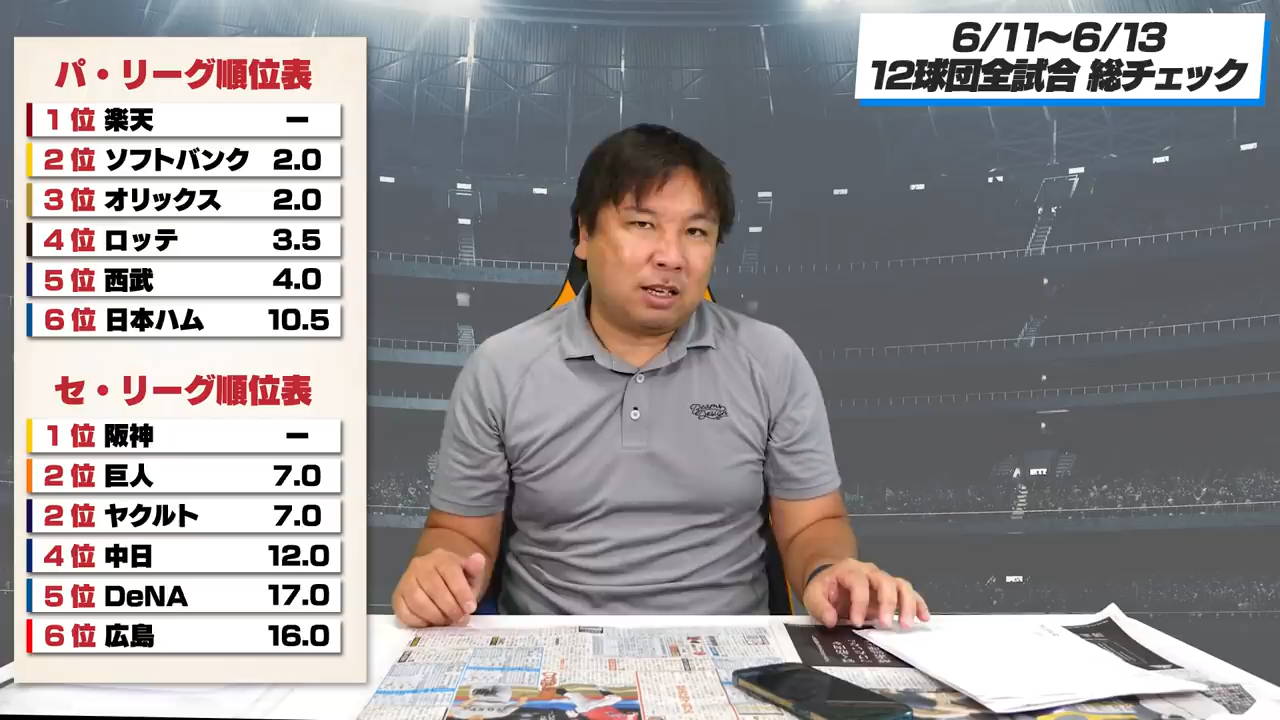 6/11〜6/13
12球団全試合 総チェック
パ・リーグ順位表
1位 楽天 ー
2位 ソフトバンク 2.0
3位 オリックス 2.0
4位 ロッテ 3.5
5位 西武 4.0
6位 日本ハム 10.5
セ・リーグ順位表
1位 阪神 ー
2位 巨人 7.0
2位 ヤクルト 7.0
4位 中日 12.0
5位 DeNA 17.0
6位 広島 16.0
Dreams
Design